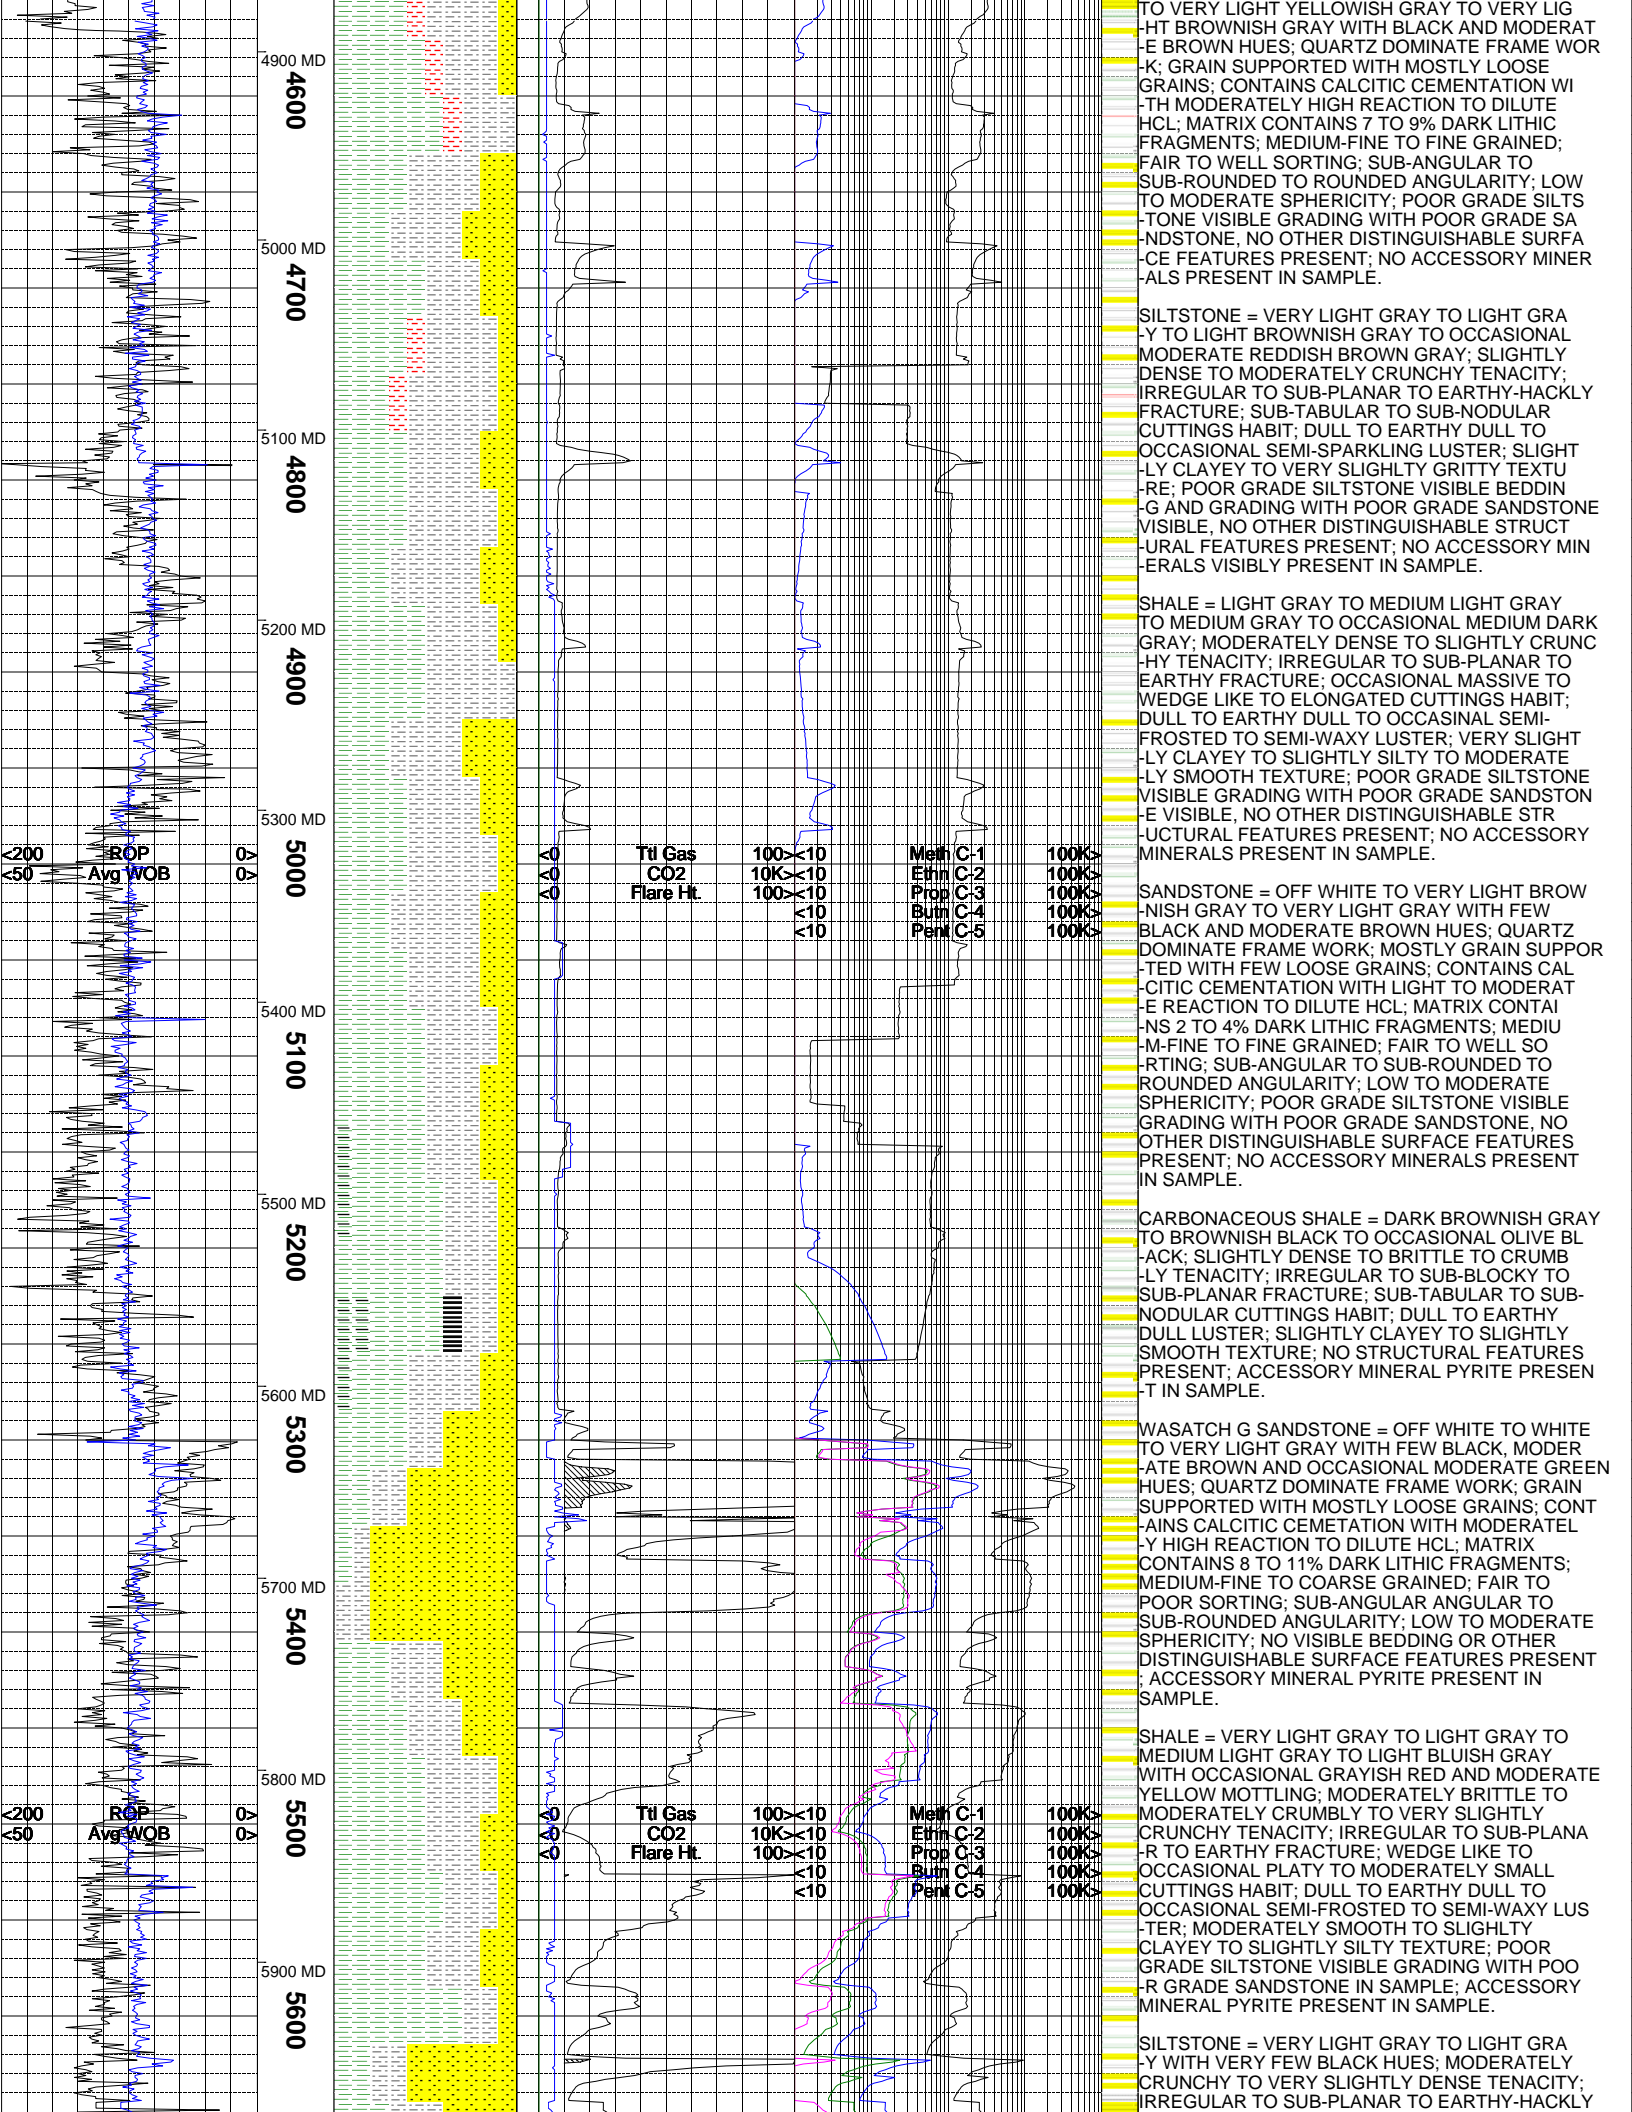 4900 MD
4600
5000 MD
4700
5100 MD
4800
5200 MD
4900
5300 MD
<200 ROP 0>
<50 Avg WOB 0>
5000
<0 Ttl Gas 100>
<0 CO2 10K>
<0 Flare Ht. 100>
<10 Meth C-1 100K>
<10 Ethn C-2 100K>
<10 Prop C-3 100K>
<10 Butn C-4 100K>
<10 Pent C-5 100K>
5400 MD
5100
5500 MD
5200
5600 MD
5300
5700 MD
5400
5800 MD
<200 ROP 0>
<50 Avg WOB 0>
5500
<0 Ttl Gas 100>
<0 CO2 10K>
<0 Flare Ht. 100>
<10 Meth C-1 100K>
<10 Ethn C-2 100K>
<10 Prop C-3 100K>
<10 Butn C-4 100K>
<10 Pent C-5 100K>
5900 MD
5600
TO VERY LIGHT YELLOWISH GRAY TO VERY LIG
-HT BROWNISH GRAY WITH BLACK AND MODERAT
-E BROWN HUES; QUARTZ DOMINATE FRAME WOR
-K; GRAIN SUPPORTED WITH MOSTLY LOOSE
GRAINS; CONTAINS CALCITIC CEMENTATION WI
-TH MODERATELY HIGH REACTION TO DILUTE
HCL; MATRIX CONTAINS 7 TO 9% DARK LITHIC
FRAGMENTS; MEDIUM-FINE TO FINE GRAINED;
FAIR TO WELL SORTING; SUB-ANGULAR TO
SUB-ROUNDED TO ROUNDED ANGULARITY; LOW
TO MODERATE SPHERICITY; POOR GRADE SILTS
-TONE VISIBLE GRADING WITH POOR GRADE SA
-NDSTONE, NO OTHER DISTINGUISHABLE SURFA
-CE FEATURES PRESENT; NO ACCESSORY MINER
-ALS PRESENT IN SAMPLE.
SILTSTONE = VERY LIGHT GRAY TO LIGHT GRA
-Y TO LIGHT BROWNISH GRAY TO OCCASIONAL
MODERATE REDDISH BROWN GRAY; SLIGHTLY
DENSE TO MODERATELY CRUNCHY TENACITY;
IRREGULAR TO SUB-PLANAR TO EARTHY-HACKLY
FRACTURE; SUB-TABULAR TO SUB-NODULAR
CUTTINGS HABIT; DULL TO EARTHY DULL TO
OCCASIONAL SEMI-SPARKLING LUSTER; SLIGHT
-LY CLAYEY TO VERY SLIGHLTY GRITTY TEXTU
-RE; POOR GRADE SILTSTONE VISIBLE BEDDIN
-G AND GRADING WITH POOR GRADE SANDSTONE
VISIBLE, NO OTHER DISTINGUISHABLE STRUCT
-URAL FEATURES PRESENT; NO ACCESSORY MIN
-ERALS VISIBLY PRESENT IN SAMPLE.
SHALE = LIGHT GRAY TO MEDIUM LIGHT GRAY
TO MEDIUM GRAY TO OCCASIONAL MEDIUM DARK
GRAY; MODERATELY DENSE TO SLIGHTLY CRUNC
-HY TENACITY; IRREGULAR TO SUB-PLANAR TO
EARTHY FRACTURE; OCCASIONAL MASSIVE TO
WEDGE LIKE TO ELONGATED CUTTINGS HABIT;
DULL TO EARTHY DULL TO OCCASINAL SEMI-
FROSTED TO SEMI-WAXY LUSTER; VERY SLIGHT
-LY CLAYEY TO SLIGHTLY SILTY TO MODERATE
-LY SMOOTH TEXTURE; POOR GRADE SILTSTONE
VISIBLE GRADING WITH POOR GRADE SANDSTON
-E VISIBLE, NO OTHER DISTINGUISHABLE STR
-UCTURAL FEATURES PRESENT; NO ACCESSORY
MINERALS PRESENT IN SAMPLE.
SANDSTONE = OFF WHITE TO VERY LIGHT BROW
-NISH GRAY TO VERY LIGHT GRAY WITH FEW
BLACK AND MODERATE BROWN HUES; QUARTZ
DOMINATE FRAME WORK; MOSTLY GRAIN SUPPOR
-TED WITH FEW LOOSE GRAINS; CONTAINS CAL
-CITIC CEMENTATION WITH LIGHT TO MODERAT
-E REACTION TO DILUTE HCL; MATRIX CONTAI
-NS 2 TO 4% DARK LITHIC FRAGMENTS; MEDIU
-M-FINE TO FINE GRAINED; FAIR TO WELL SO
-RTING; SUB-ANGULAR TO SUB-ROUNDED TO
ROUNDED ANGULARITY; LOW TO MODERATE
SPHERICITY; POOR GRADE SILTSTONE VISIBLE
GRADING WITH POOR GRADE SANDSTONE, NO
OTHER DISTINGUISHABLE SURFACE FEATURES
PRESENT; NO ACCESSORY MINERALS PRESENT
IN SAMPLE.
CARBONACEOUS SHALE = DARK BROWNISH GRAY
TO BROWNISH BLACK TO OCCASIONAL OLIVE BL
-ACK; SLIGHTLY DENSE TO BRITTLE TO CRUMB
-LY TENACITY; IRREGULAR TO SUB-BLOCKY TO
SUB-PLANAR FRACTURE; SUB-TABULAR TO SUB-
NODULAR CUTTINGS HABIT; DULL TO EARTHY
DULL LUSTER; SLIGHTLY CLAYEY TO SLIGHTLY
SMOOTH TEXTURE; NO STRUCTURAL FEATURES
PRESENT; ACCESSORY MINERAL PYRITE PRESEN
-T IN SAMPLE.
WASATCH G SANDSTONE = OFF WHITE TO WHITE
TO VERY LIGHT GRAY WITH FEW BLACK, MODER
-ATE BROWN AND OCCASIONAL MODERATE GREEN
HUES; QUARTZ DOMINATE FRAME WORK; GRAIN
SUPPORTED WITH MOSTLY LOOSE GRAINS; CONT
-AINS CALCITIC CEMETATION WITH MODERATEL
-Y HIGH REACTION TO DILUTE HCL; MATRIX
CONTAINS 8 TO 11% DARK LITHIC FRAGMENTS;
MEDIUM-FINE TO COARSE GRAINED; FAIR TO
POOR SORTING; SUB-ANGULAR ANGULAR TO
SUB-ROUNDED ANGULARITY; LOW TO MODERATE
SPHERICITY; NO VISIBLE BEDDING OR OTHER
DISTINGUISHABLE SURFACE FEATURES PRESENT
; ACCESSORY MINERAL PYRITE PRESENT IN
SAMPLE.
SHALE = VERY LIGHT GRAY TO LIGHT GRAY TO
MEDIUM LIGHT GRAY TO LIGHT BLUISH GRAY
WITH OCCASIONAL GRAYISH RED AND MODERATE
YELLOW MOTTLING; MODERATELY BRITTLE TO
MODERATELY CRUMBLY TO VERY SLIGHTLY
CRUNCHY TENACITY; IRREGULAR TO SUB-PLANA
-R TO EARTHY FRACTURE; WEDGE LIKE TO
OCCASIONAL PLATY TO MODERATELY SMALL
CUTTINGS HABIT; DULL TO EARTHY DULL TO
OCCASIONAL SEMI-FROSTED TO SEMI-WAXY LUS
-TER; MODERATELY SMOOTH TO SLIGHLTY
CLAYEY TO SLIGHTLY SILTY TEXTURE; POOR
GRADE SILTSTONE VISIBLE GRADING WITH POO
-R GRADE SANDSTONE IN SAMPLE; ACCESSORY
MINERAL PYRITE PRESENT IN SAMPLE.
SILTSTONE = VERY LIGHT GRAY TO LIGHT GRA
-Y WITH VERY FEW BLACK HUES; MODERATELY
CRUNCHY TO VERY SLIGHTLY DENSE TENACITY;
IRREGULAR TO SUB-PLANAR TO EARTHY-HACKLY